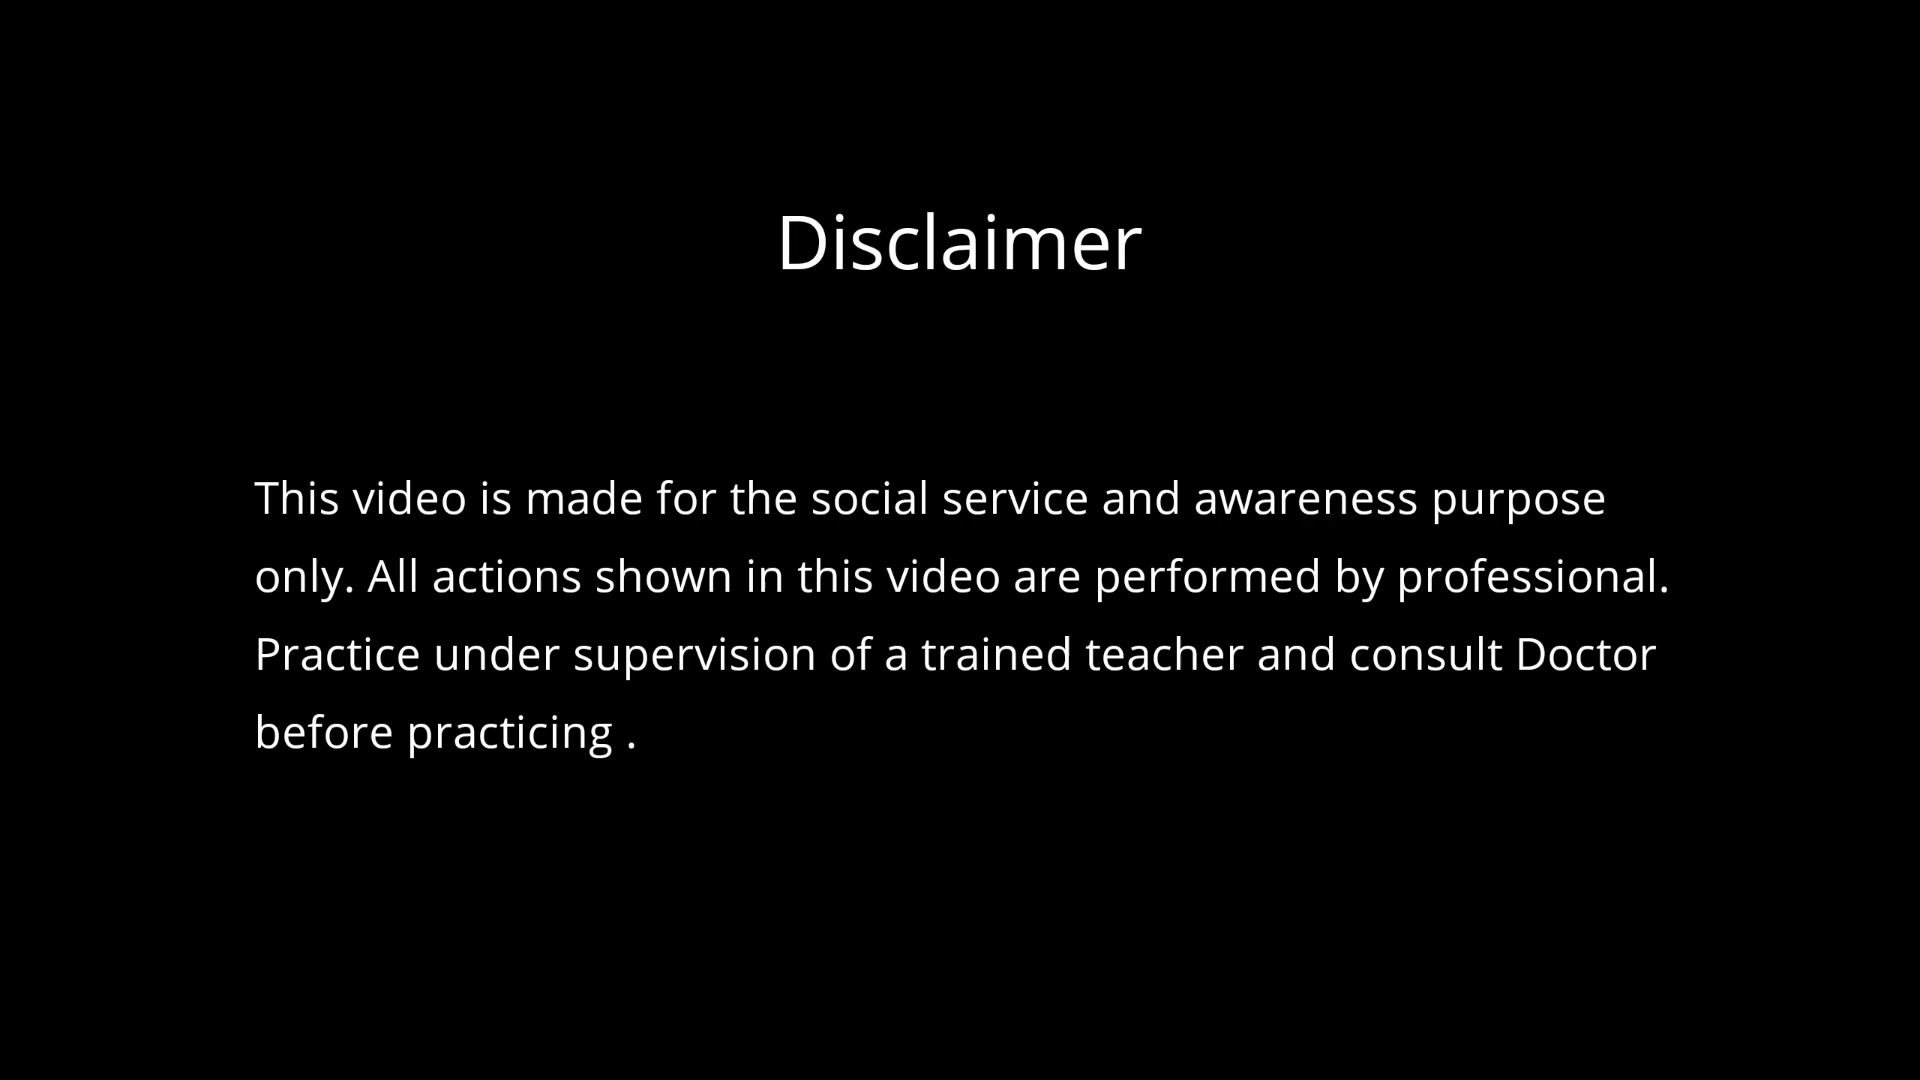 Disclaimer
This video is made for the social service and awareness purpose
only. All actions shown in this video are performed by professional.
Practice under supervision of a trained teacher and consult Doctor
before practicing .